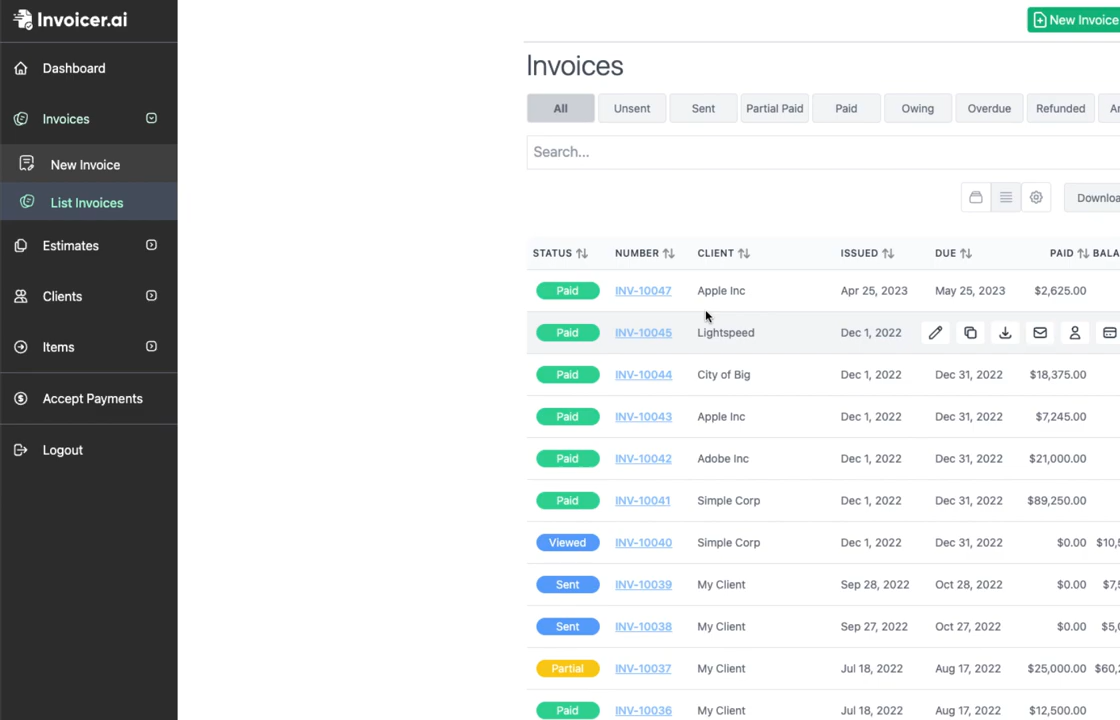 Invoicer.ai
New Invoice
Dashboard
Invoices
New Invoice
List Invoices
Estimates
Clients
Items
Accept Payments
Logout
Invoices
All Unsent Sent Partial Paid Paid Owing Overdue Refunded
Search...
STATUS NUMBER CLIENT ISSUED DUE PAID
Paid INV-10047 Apple Inc Apr 25, 2023 May 25, 2023 $2,625.00
Paid INV-10045 Lightspeed Dec 1, 2022
Paid INV-10044 City of Big Dec 1, 2022 Dec 31, 2022 $18,375.00
Paid INV-10043 Apple Inc Dec 1, 2022 Dec 31, 2022 $7,245.00
Paid INV-10042 Adobe Inc Dec 1, 2022 Dec 31, 2022 $21,000.00
Paid INV-10041 Simple Corp Dec 1, 2022 Dec 31, 2022 $89,250.00
Viewed INV-10040 Simple Corp Dec 1, 2022 Dec 31, 2022 $0.00
Sent INV-10039 My Client Sep 28, 2022 Oct 28, 2022 $0.00
Sent INV-10038 My Client Sep 27, 2022 Oct 27, 2022 $0.00
Partial INV-10037 My Client Jul 18, 2022 Aug 17, 2022 $25,000.00
Paid INV-10036 My Client Jul 18, 2022 Aug 17, 2022 $12,500.00